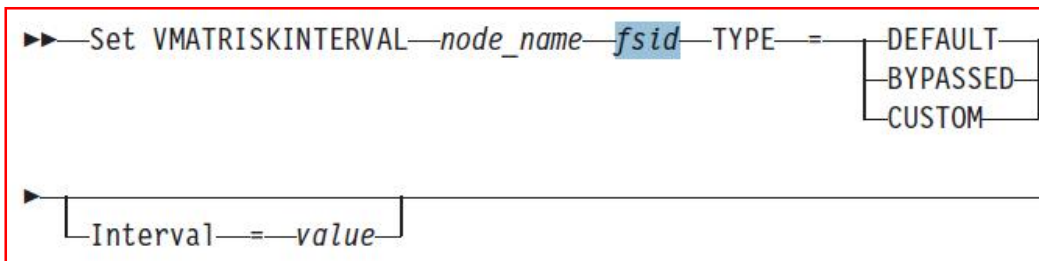 Set VMATRISKINTERVAL node_name fsid TYPE = DEFAULT
BYPASSED
CUSTOM
Interval = value